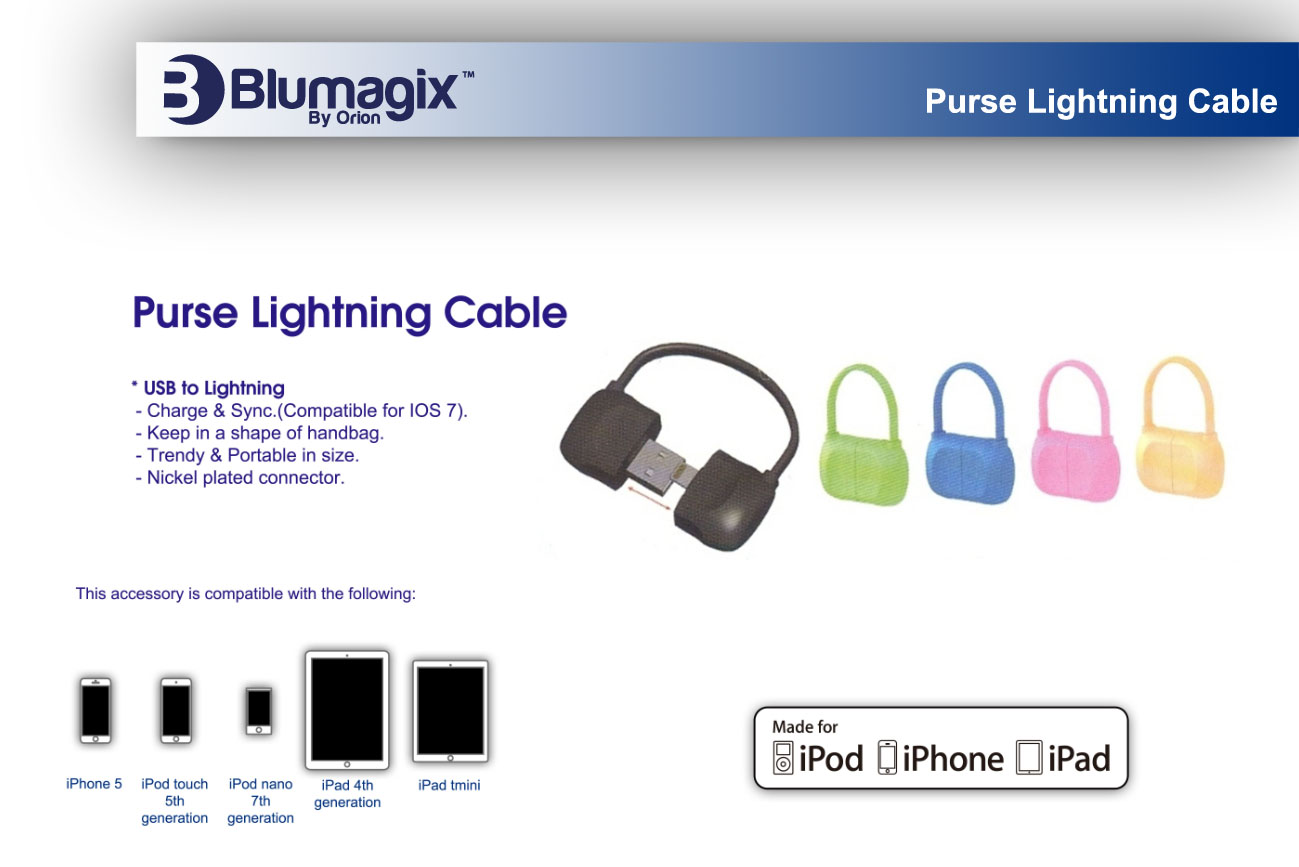 Blumagix™
By Orion
Purse Lightning Cable
Purse Lightning Cable
* USB to Lightning
- Charge & Sync.(Compatible for IOS 7).
- Keep in a shape of handbag.
- Trendy & Portable in size.
- Nickel plated connector.
This accessory is compatible with the following:
iPhone 5
iPod touch
5th
generation
iPod nano
7th
generation
iPad 4th
generation
iPad tmini
Made for
iPod iPhone iPad